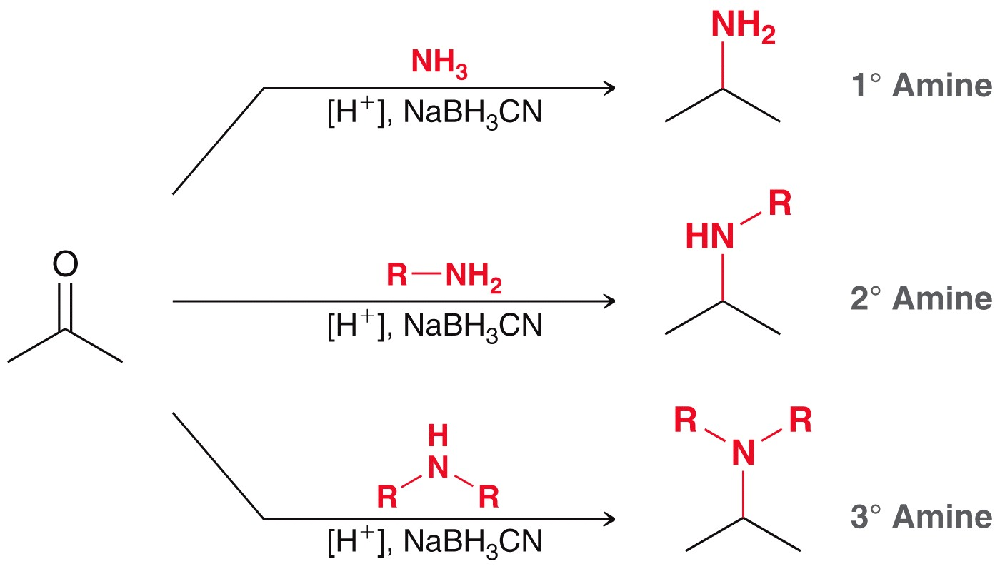 NH₂
NH₃
[H⁺], NaBH₃CN
1° Amine
R
HN
O
R—NH₂
[H⁺], NaBH₃CN
2° Amine
H
N
R R
[H⁺], NaBH₃CN
R R
N
3° Amine